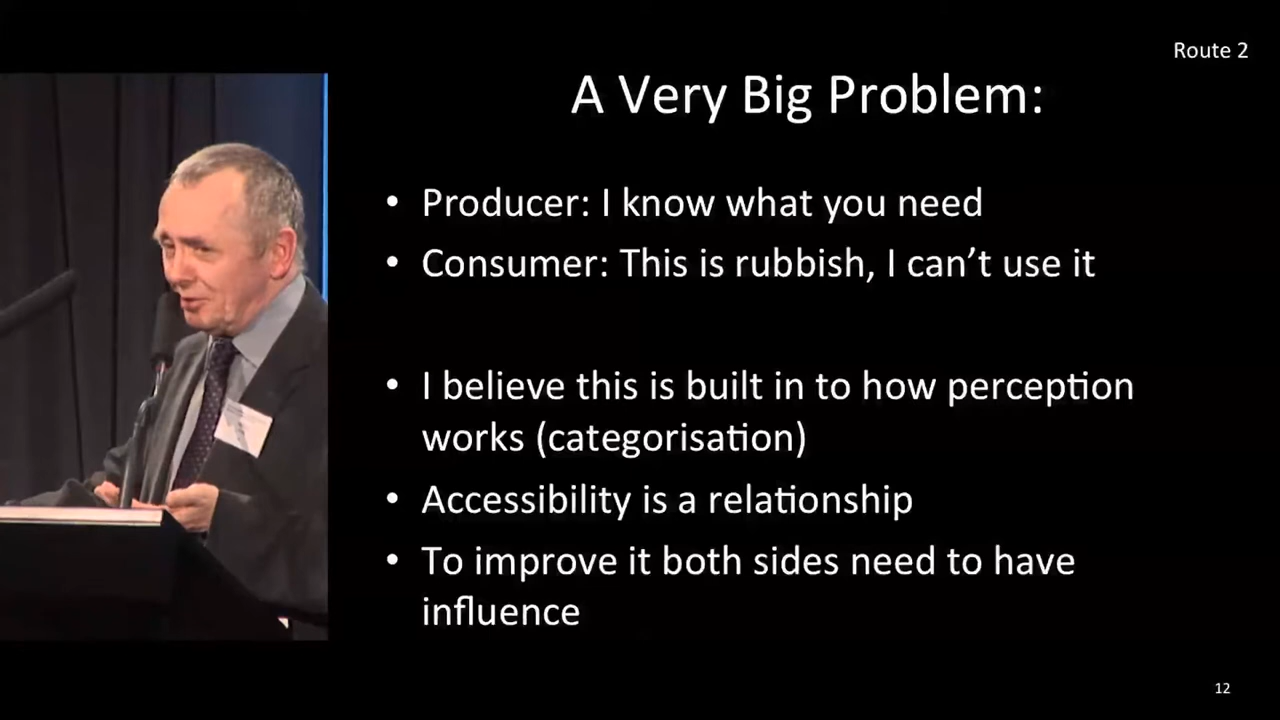 Route 2
A Very Big Problem:
• Producer: I know what you need
• Consumer: This is rubbish, I can't use it
• I believe this is built in to how perception
works (categorisation)
• Accessibility is a relationship
• To improve it both sides need to have
influence
12